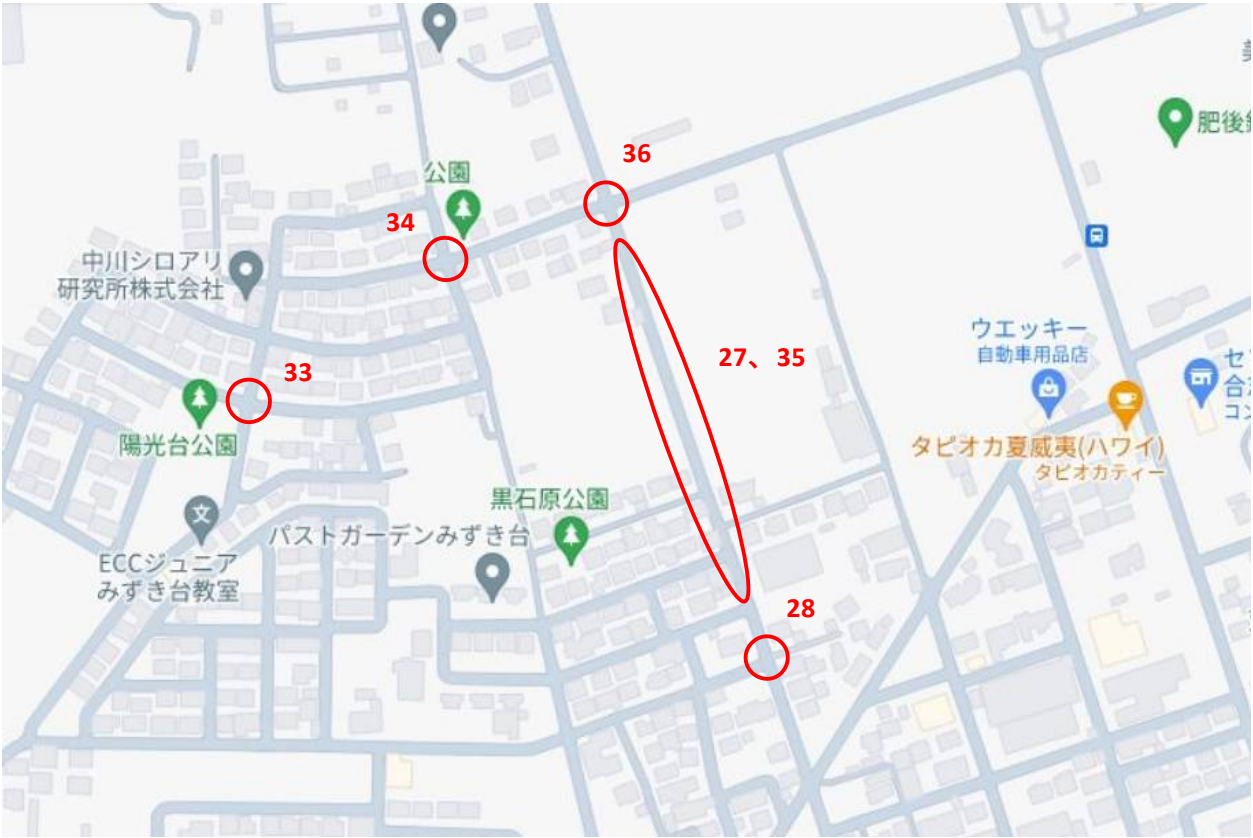 36
肥後
公園
34
中川シロアリ
研究所株式会社
33
27、35
ウエッキー
自動車用品店
陽光台公園
タピオカ夏威夷(ハワイ)
タピオカティー
セ
コン
黒石原公園
パストガーデンみずき台
文
ECCジュニア
みずき台教室
28